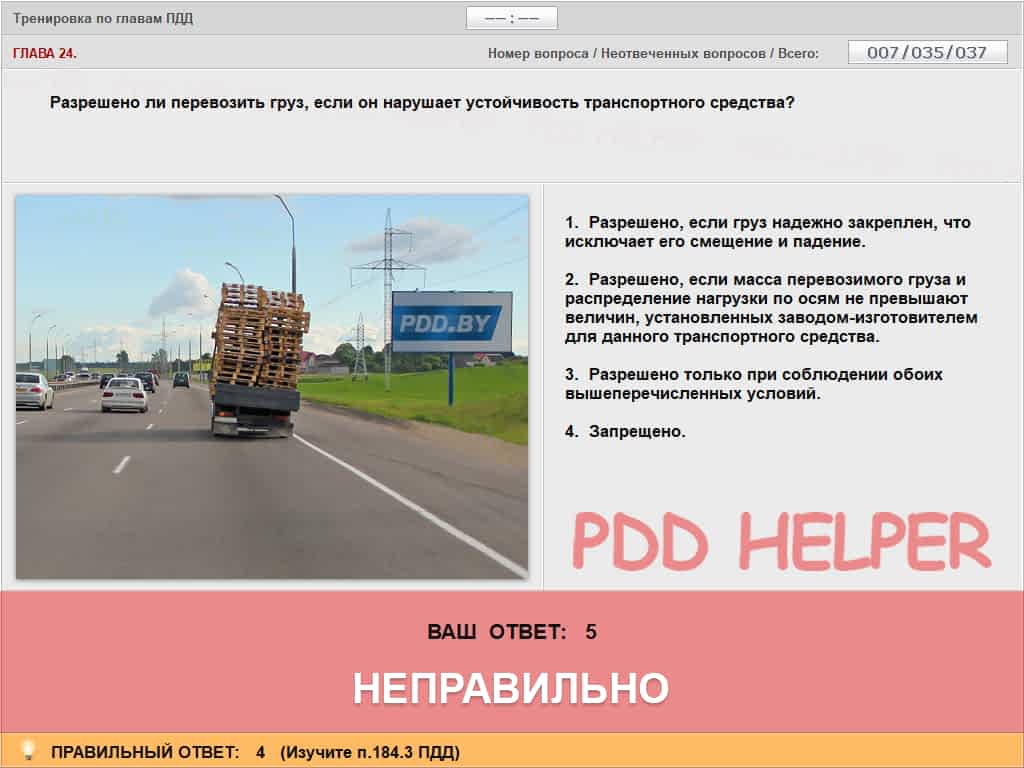 Тренировка по главам ПДД
–– : ––
ГЛАВА 24.
Номер вопроса / Неотвеченных вопросов / Всего:
007/035/037
Разрешено ли перевозить груз, если он нарушает устойчивость транспортного средства?
PDD.BY
1. Разрешено, если груз надежно закреплен, что
исключает его смещение и падение.
2. Разрешено, если масса перевозимого груза и
распределение нагрузки по осям не превышают
величин, установленных заводом-изготовителем
для данного транспортного средства.
3. Разрешено только при соблюдении обоих
вышеперечисленных условий.
4. Запрещено.
PDD HELPER
ВАШ ОТВЕТ: 5
НЕПРАВИЛЬНО
ПРАВИЛЬНЫЙ ОТВЕТ: 4 (Изучите п.184.3 ПДД)